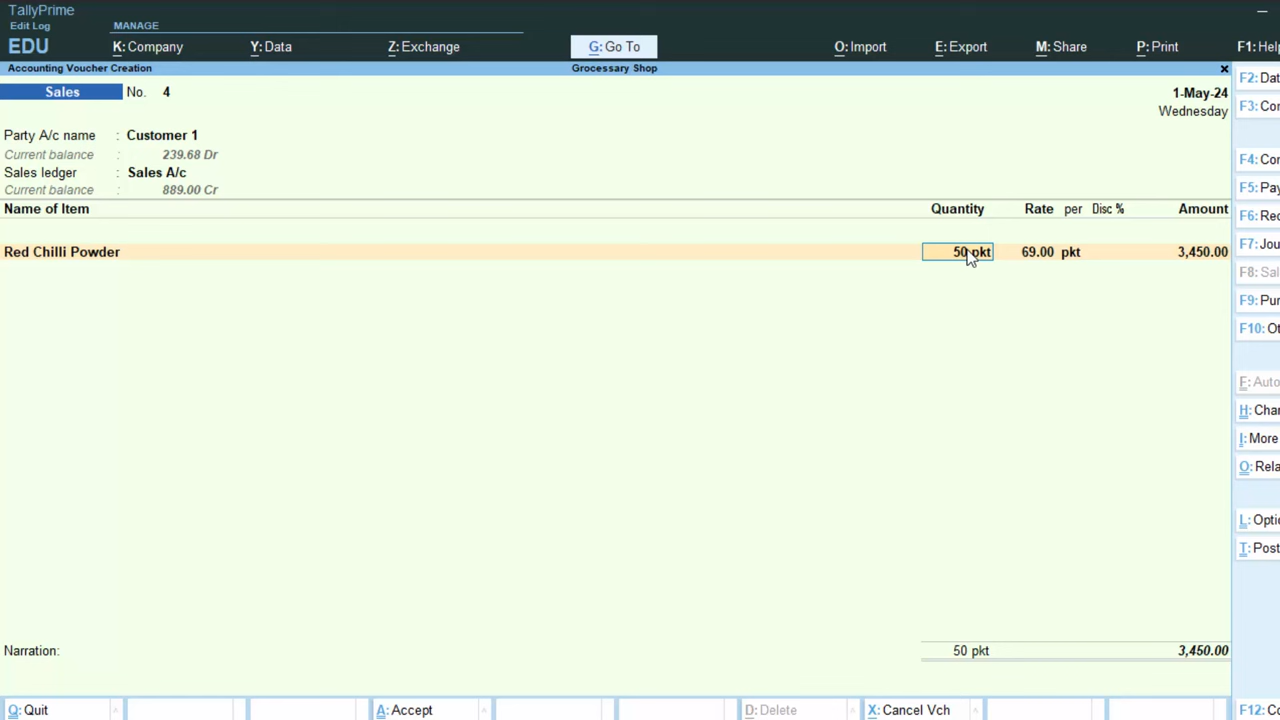 TallyPrime
Edit Log
MANAGE
EDU
K: Company
Y: Data
Z: Exchange
G: Go To
O: Import
E: Export
M: Share
P: Print
F1: Help
Accounting Voucher Creation
Grocessary Shop
Sales No. 4
1-May-24
Wednesday
Party A/c name : Customer 1
Current balance : 239.68 Dr
Sales ledger : Sales A/c
Current balance : 889.00 Cr
Name of Item Quantity Rate per Disc % Amount
Red Chilli Powder 50 pkt 69.00 pkt 3,450.00
Narration: 50 pkt 3,450.00
F2: Dat
F3: Cor
F4: Cor
F5: Pay
F6: Rec
F7: Jou
F8: Sal
F9: Pur
F10: Ot
F: Auto
H: Char
I: More
O: Rela
L: Opti
T: Post
Q: Quit
A: Accept
D: Delete
X: Cancel Vch
F12: Co